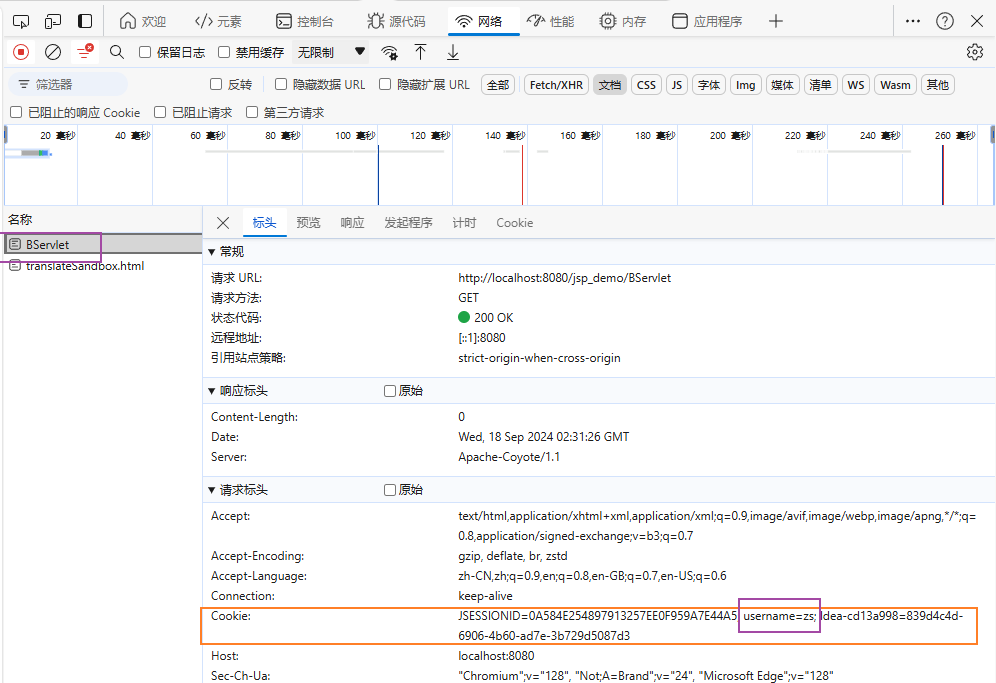 欢迎 元素 控制台 源代码 网络 性能 内存 应用程序
保留日志 禁用缓存 无限制
筛选器 反转 隐藏数据 URL 隐藏扩展 URL 全部 Fetch/XHR 文档 CSS JS 字体 Img 媒体 清单 WS Wasm 其他
已阻止的响应 Cookie 已阻止请求 第三方请求
20 毫秒 40 毫秒 60 毫秒 80 毫秒 100 毫秒 120 毫秒 140 毫秒 160 毫秒 180 毫秒 200 毫秒 220 毫秒 240 毫秒 260 毫秒
名称
BServlet
translateSandbox.html
标头 预览 响应 发起程序 计时 Cookie
常规
请求 URL: http://localhost:8080/jsp_demo/BServlet
请求方法: GET
状态代码: 200 OK
远程地址: [::1]:8080
引用站点策略: strict-origin-when-cross-origin
响应标头 原始
Content-Length: 0
Date: Wed, 18 Sep 2024 02:31:26 GMT
Server: Apache-Coyote/1.1
请求标头 原始
Accept: text/html,application/xhtml+xml,application/xml;q=0.9,image/avif,image/webp,image/apng,*/*;q=
0.8,application/signed-exchange;v=b3;q=0.7
Accept-Encoding: gzip, deflate, br, zstd
Accept-Language: zh-CN,zh;q=0.9,en;q=0.8,en-GB;q=0.7,en-US;q=0.6
Connection: keep-alive
Cookie: JSESSIONID=0A584E254897913257EE0F959A7E44A5; username=zs; Idea-cd13a998=839d4c4d-
6906-4b60-ad7e-3b729d5087d3
Host: localhost:8080
Sec-Ch-Ua: "Chromium";v="128", "Not;A=Brand";v="24", "Microsoft Edge";v="128"